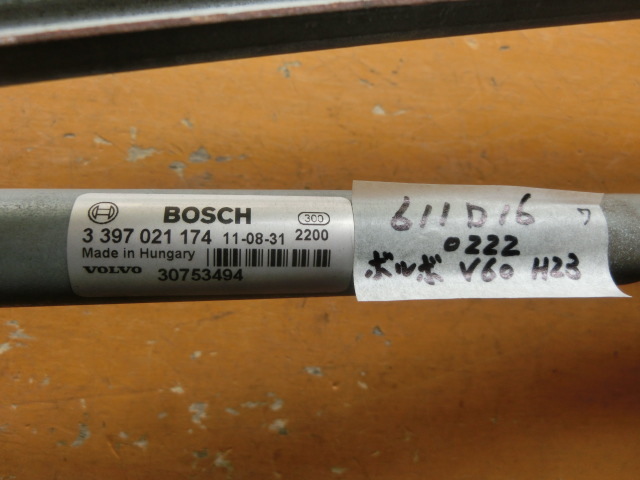 BOSCH 300
3 397 021 174 11-08-31 2200
Made in Hungary
VOLVO 30753494
611D16 ワ
0222
ボルボ V60 H23